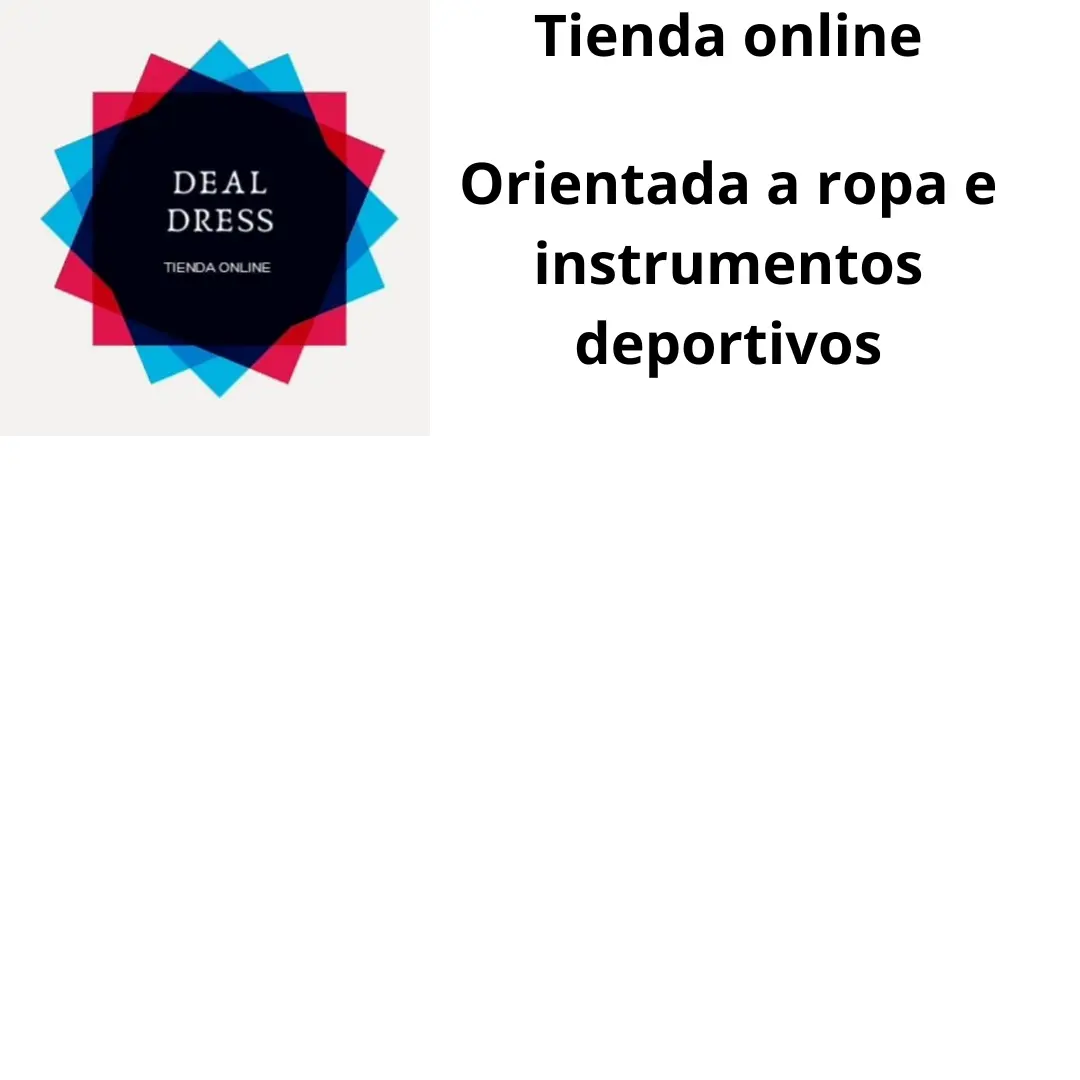 DEAL
DRESS
TIENDA ONLINE
Tienda online
Orientada a ropa e
instrumentos
deportivos